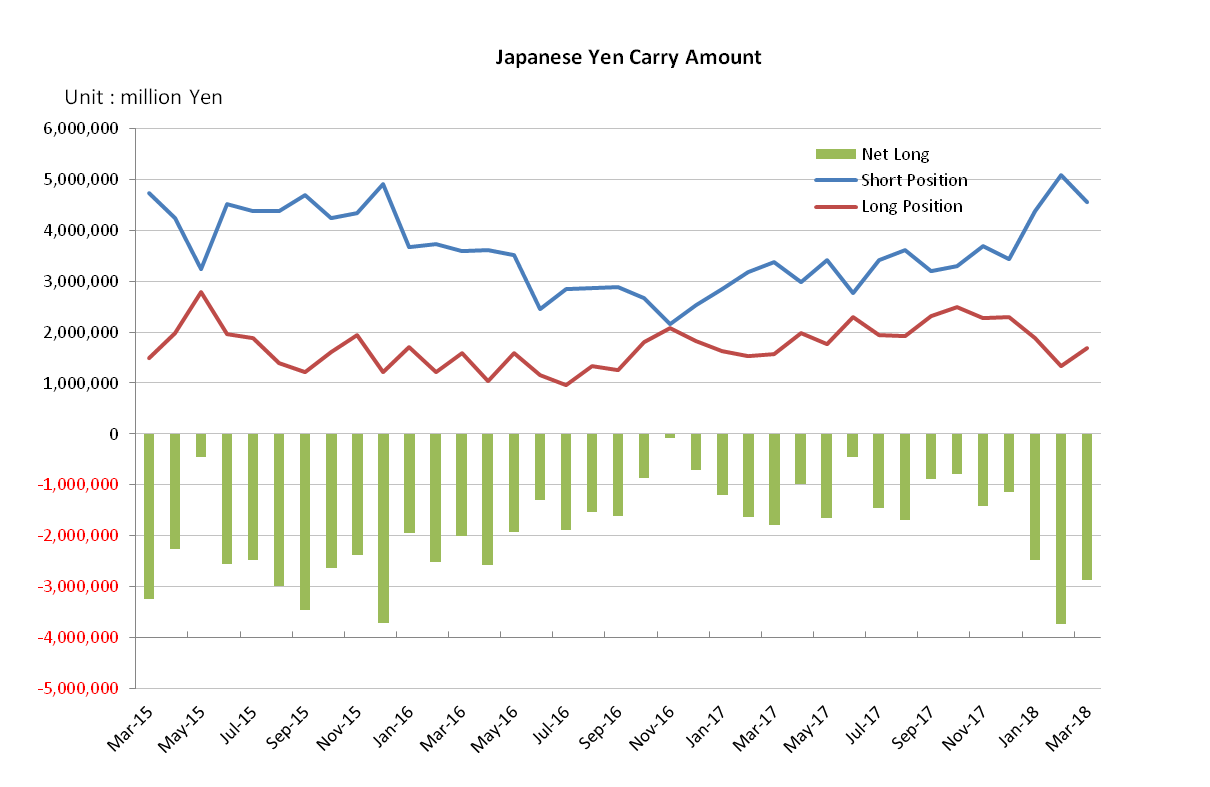 Japanese Yen Carry Amount
Unit : million Yen
6,000,000
5,000,000
4,000,000
3,000,000
2,000,000
1,000,000
0
-1,000,000
-2,000,000
-3,000,000
-4,000,000
-5,000,000
Net Long
Short Position
Long Position
Mar-15
May-15
Jul-15
Sep-15
Nov-15
Jan-16
Mar-16
May-16
Jul-16
Sep-16
Nov-16
Jan-17
Mar-17
May-17
Jul-17
Sep-17
Nov-17
Jan-18
Mar-18